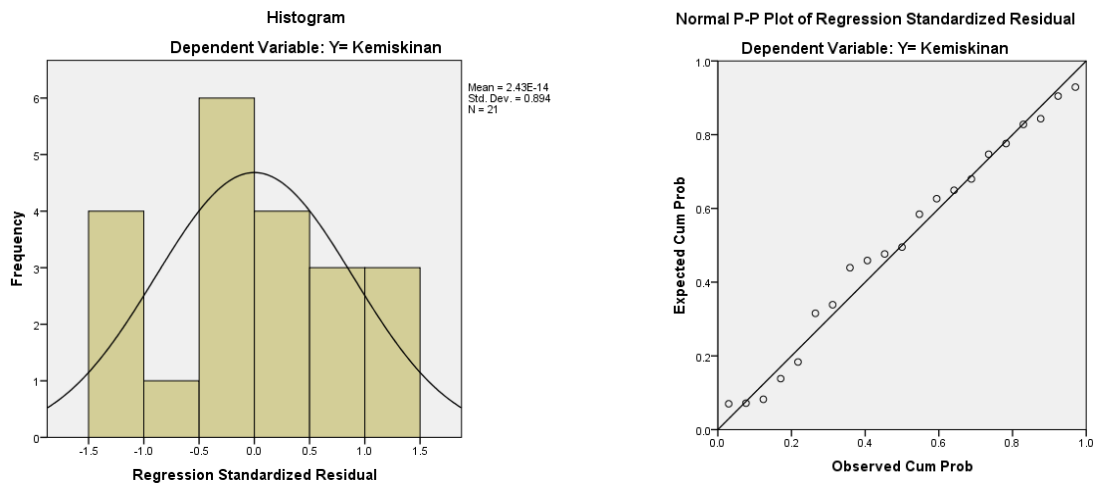 Histogram
Dependent Variable: Y= Kemiskinan
Mean = 2.43E-14
Std. Dev. = 0.894
N = 21
6
5
4
3
2
1
0
Frequency
-1.5
-1.0
-0.5
0.0
0.5
1.0
1.5
Regression Standardized Residual
Normal P-P Plot of Regression Standardized Residual
Dependent Variable: Y= Kemiskinan
1.0
0.8
0.6
0.4
0.2
0.0
Expected Cum Prob
0.0
0.2
0.4
0.6
0.8
1.0
Observed Cum Prob